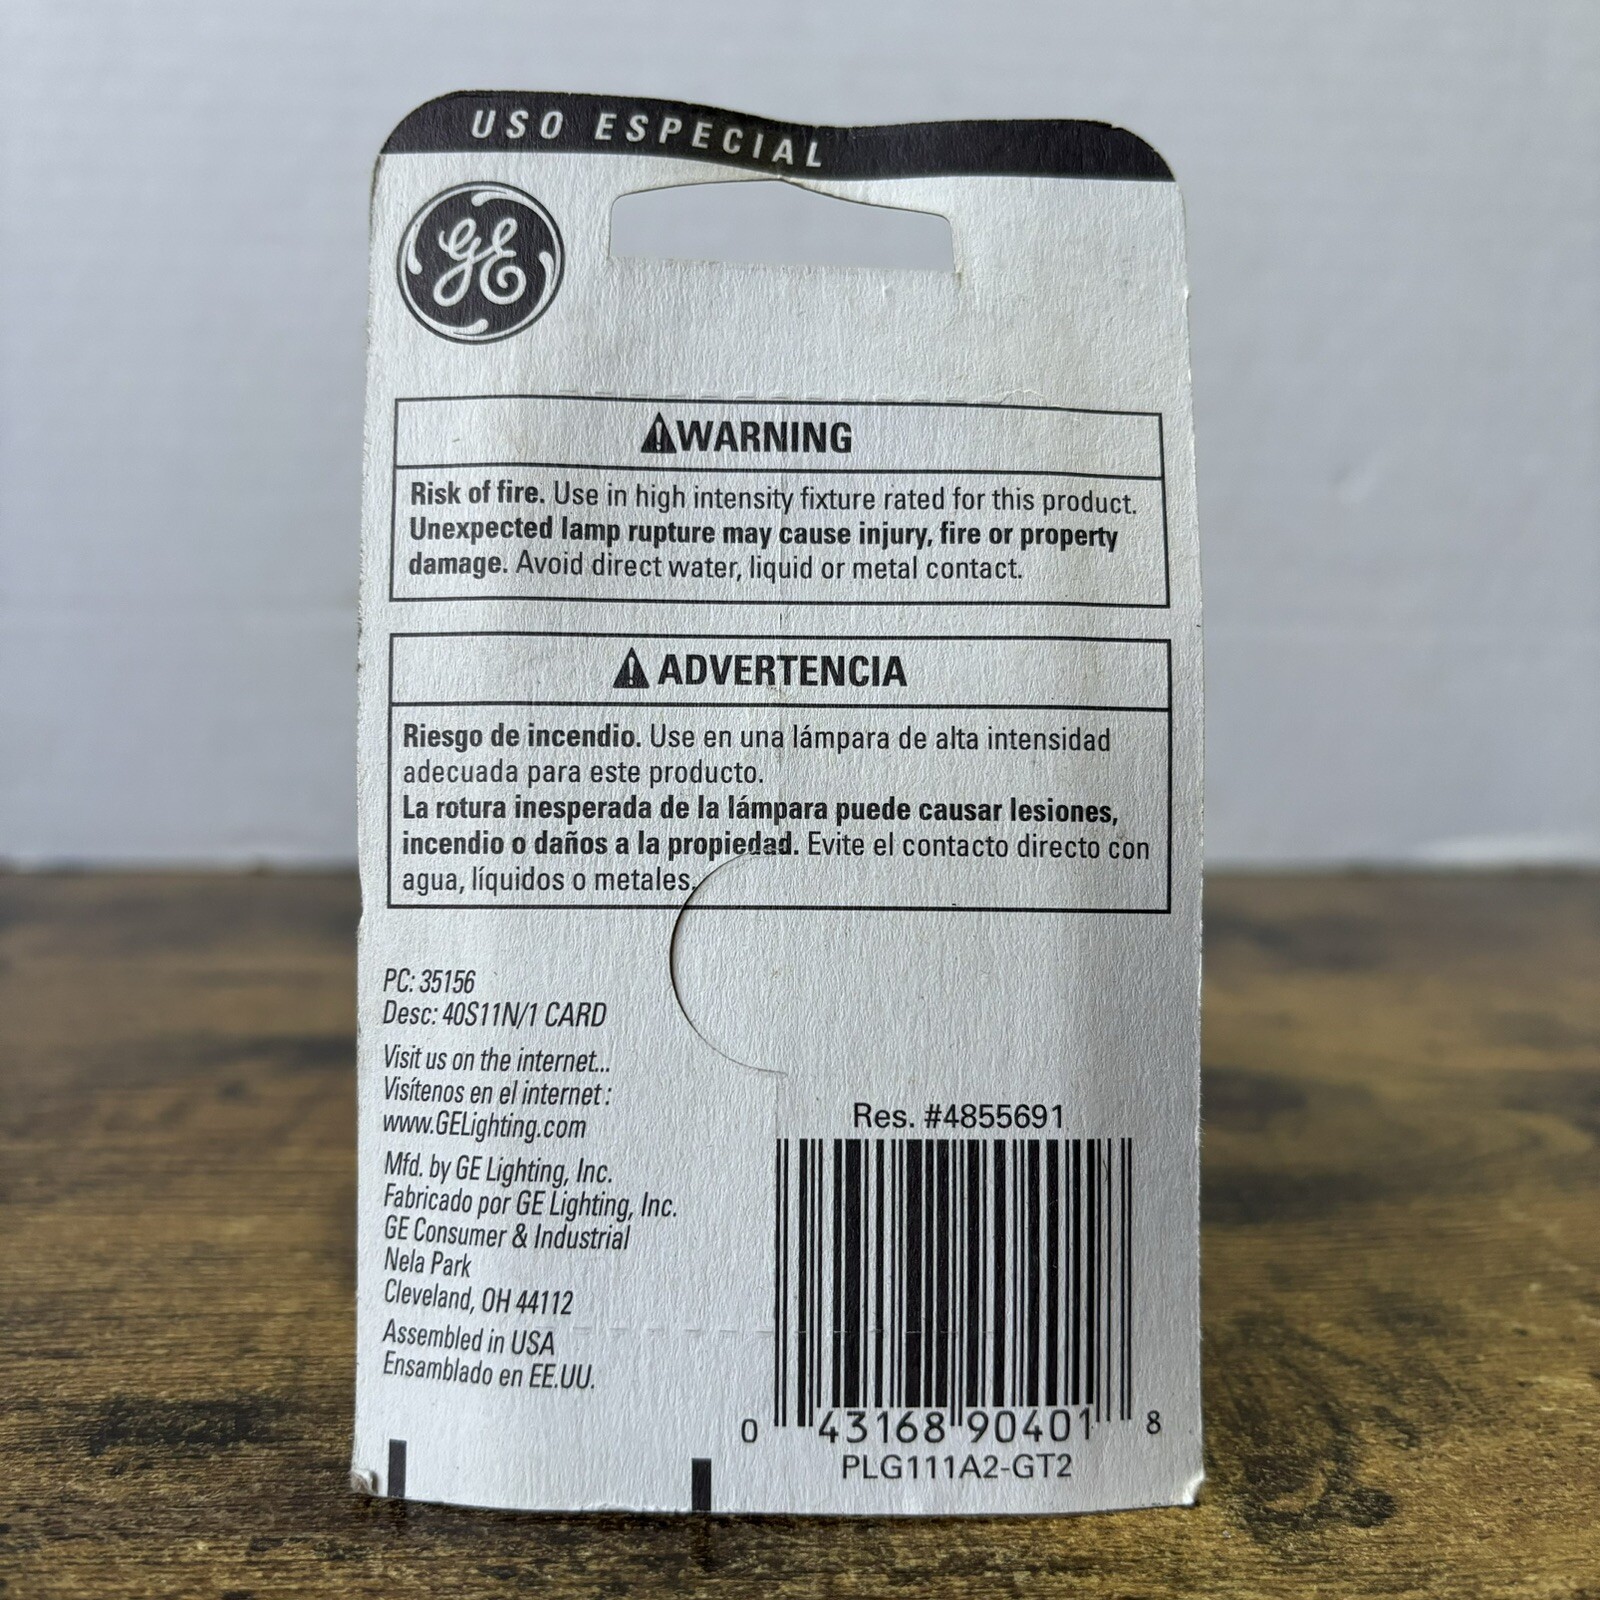 USO ESPECIAL
GE
WARNING
Risk of fire. Use in high intensity fixture rated for this product.
Unexpected lamp rupture may cause injury, fire or property
damage. Avoid direct water, liquid or metal contact.
ADVERTENCIA
Riesgo de incendio. Use en una lámpara de alta intensidad
adecuada para este producto.
La rotura inesperada de la lámpara puede causar lesiones,
incendio o daños a la propiedad. Evite el contacto directo con
agua, líquidos o metales.
PC: 35156
Desc: 40S11N/1 CARD
Visit us on the internet...
Visítenos en el internet:
www.GELighting.com
Mfd. by GE Lighting, Inc.
Fabricado por GE Lighting, Inc.
GE Consumer & Industrial
Nela Park
Cleveland, OH 44112
Assembled in USA
Ensamblado en EE.UU.
Res. #4855691
0 43168 90401 8
PLG111A2-GT2